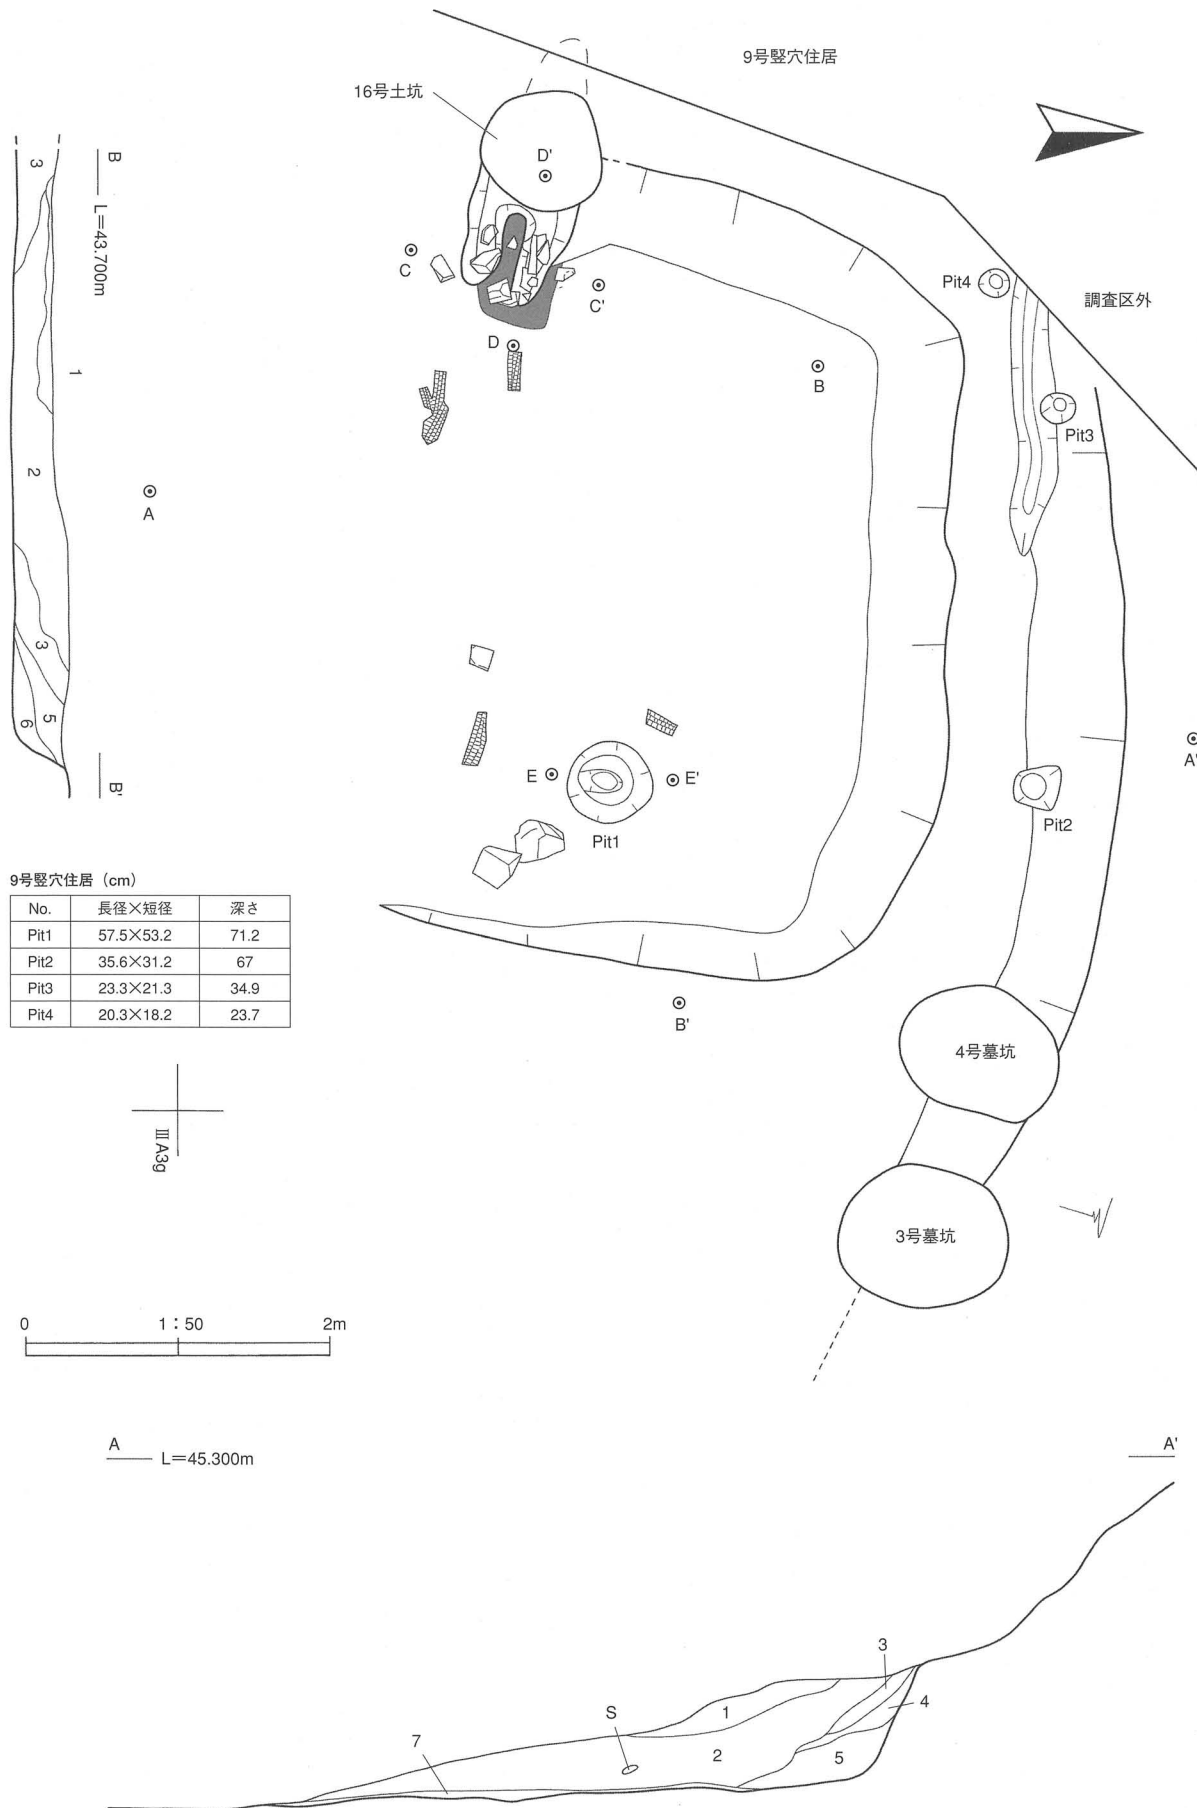 9号竪穴住居
16号土坑
D'
C
C'
D
B
Pit4
調査区外
Pit3
A
A'
E
E'
Pit1
Pit2
B'
4号墓坑
3号墓坑
B
L=43.700m
3
1
2
3
5
6
B'
9号竪穴住居（cm）
No. 長径×短径 深さ
Pit1 57.5×53.2 71.2
Pit2 35.6×31.2 67
Pit3 23.3×21.3 34.9
Pit4 20.3×18.2 23.7
ⅢA3g
0 1：50 2m
A L=45.300m A'
3
4
S
1
7
2
5